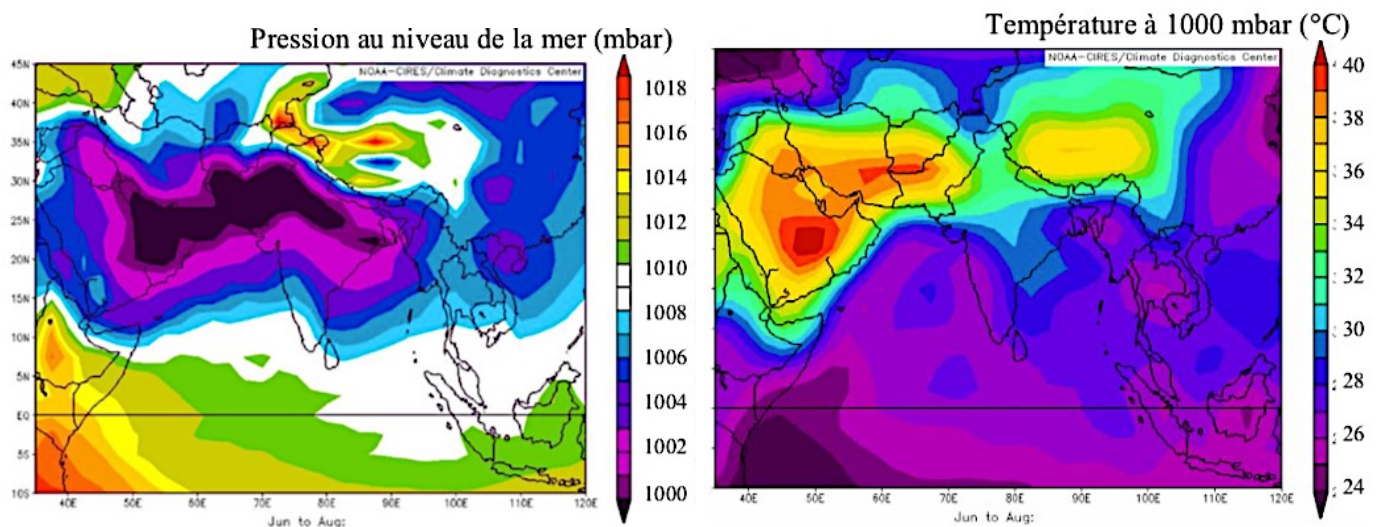 Pression au niveau de la mer (mbar)
NOAA-CIRES/Climate Diagnostics Center
45N
40N
35N
30N
25N
20N
15N
10N
5N
EQ
5S
10S
40E 50E 60E 70E 80E 90E 100E 110E 120E
Jun to Aug:
1018
1016
1014
1012
1010
1008
1006
1004
1002
1000
Température à 1000 mbar (°C)
NOAA-CIRES/Climate Diagnostics Center
40E 50E 60E 70E 80E 90E 100E 110E 120E
Jun to Aug:
40
38
36
34
32
30
28
26
24